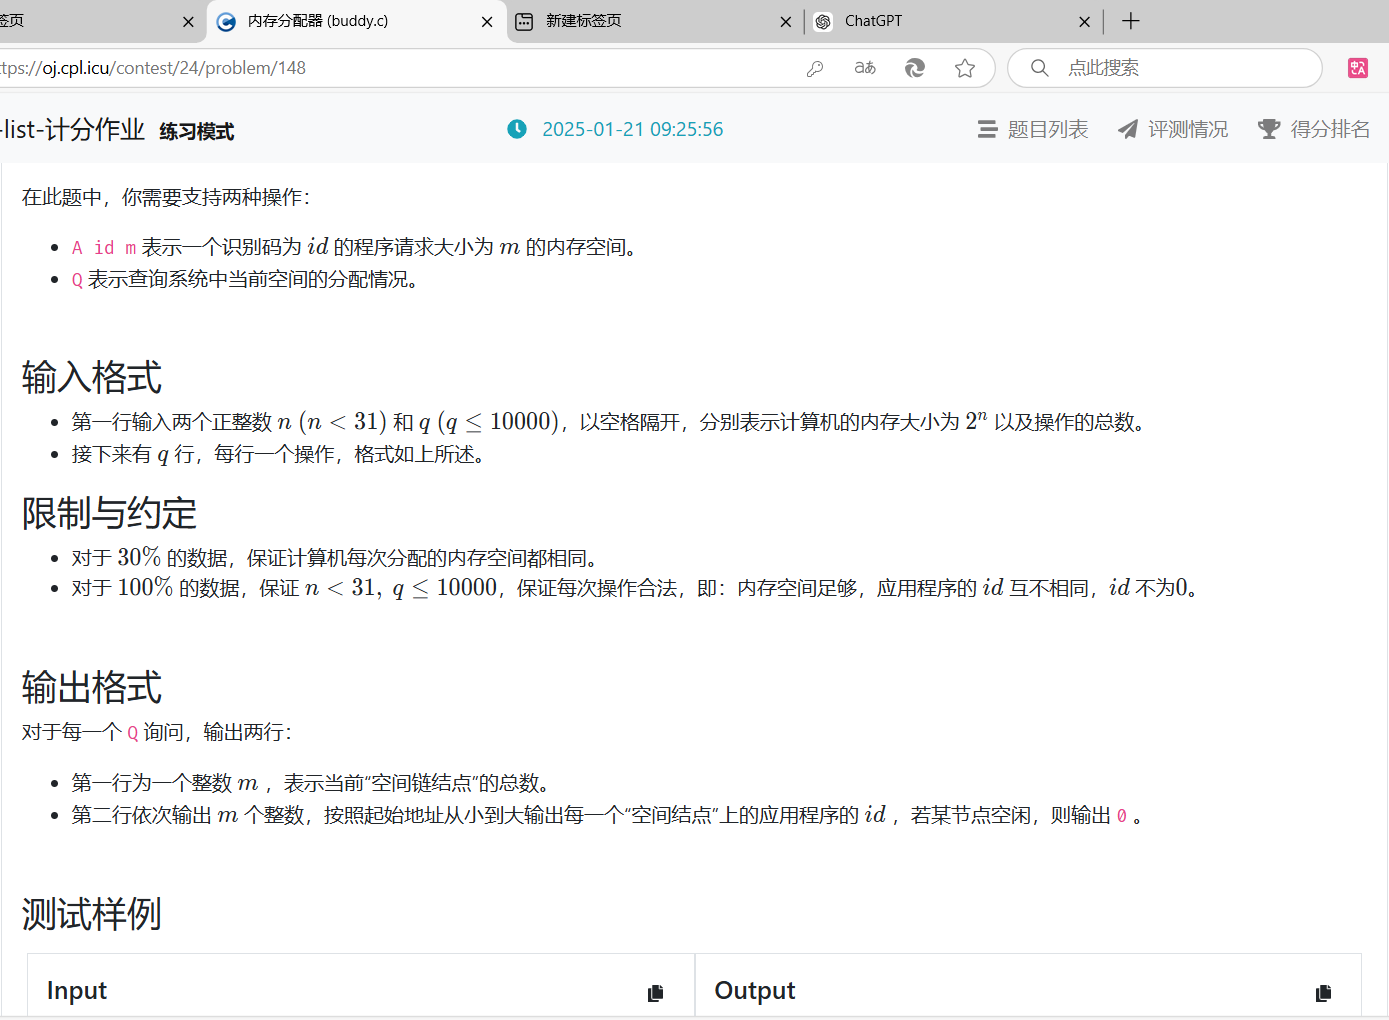 签页
内存分配器 (buddy.c)
新建标签页
ChatGPT
ttps://oj.cpl.icu/contest/24/problem/148
点此搜索
-list-计分作业 练习模式
2025-01-21 09:25:56
题目列表
评测情况
得分排名
在此题中，你需要支持两种操作：
A id m 表示一个识别码为 id 的程序请求大小为 m 的内存空间。
Q 表示查询系统中当前空间的分配情况。
输入格式
第一行输入两个正整数 n (n < 31) 和 q (q ≤ 10000)，以空格隔开，分别表示计算机的内存大小为 2ⁿ 以及操作的总数。
接下来有 q 行，每行一个操作，格式如上所述。
限制与约定
对于 30% 的数据，保证计算机每次分配的内存空间都相同。
对于 100% 的数据，保证 n < 31, q ≤ 10000，保证每次操作合法，即：内存空间足够，应用程序的 id 互不相同，id 不为0。
输出格式
对于每一个 Q 询问，输出两行：
第一行为一个整数 m ，表示当前“空间链结点”的总数。
第二行依次输出 m 个整数，按照起始地址从小到大输出每一个“空间结点”上的应用程序的 id ，若某节点空闲，则输出 0 。
测试样例
Input
Output